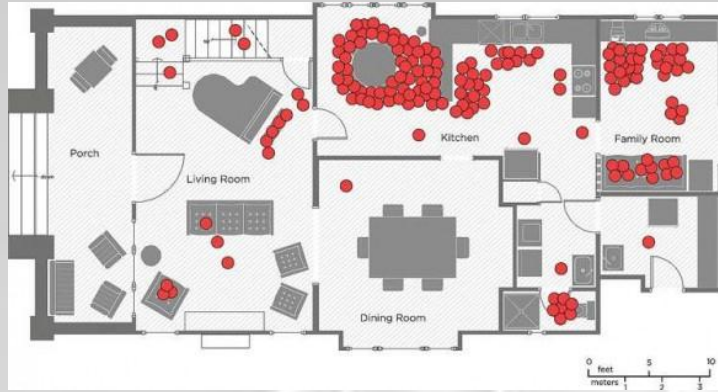 Porch
Living Room
Kitchen
Family Room
Dining Room
0 feet 5 10
meters 1 2 3